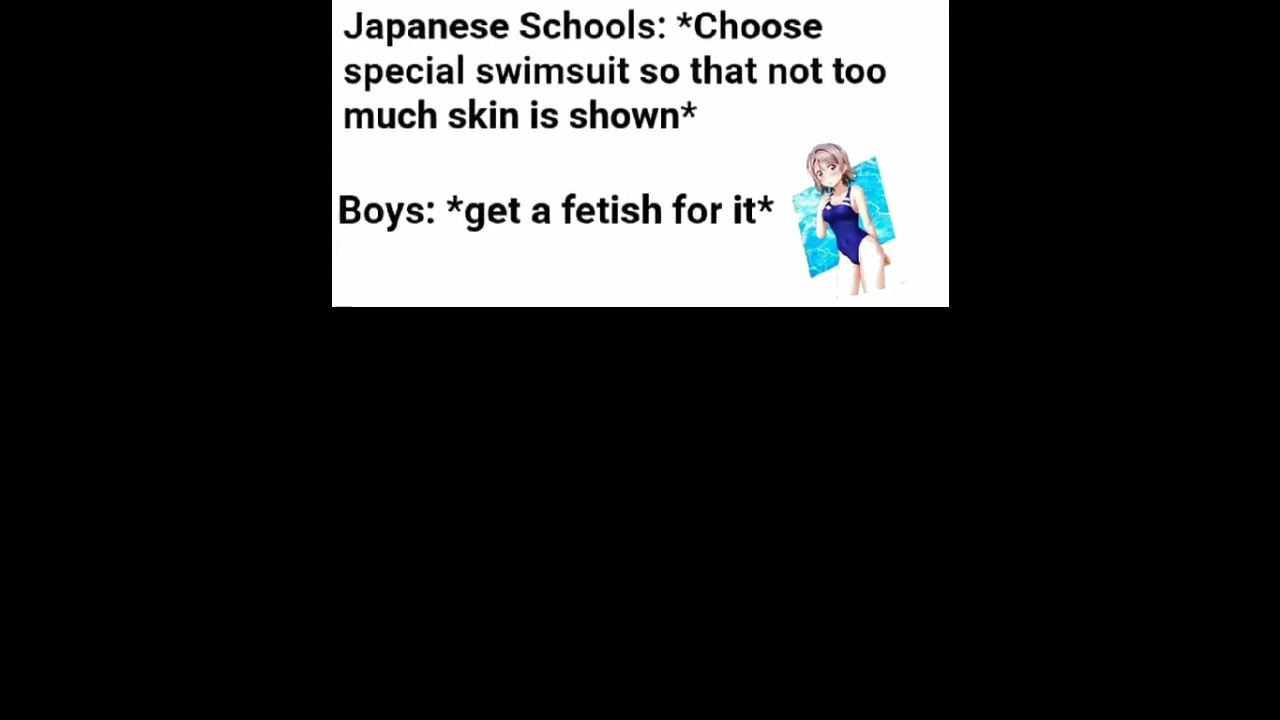 Japanese Schools: *Choose
special swimsuit so that not too
much skin is shown*
Boys: *get a fetish for it*